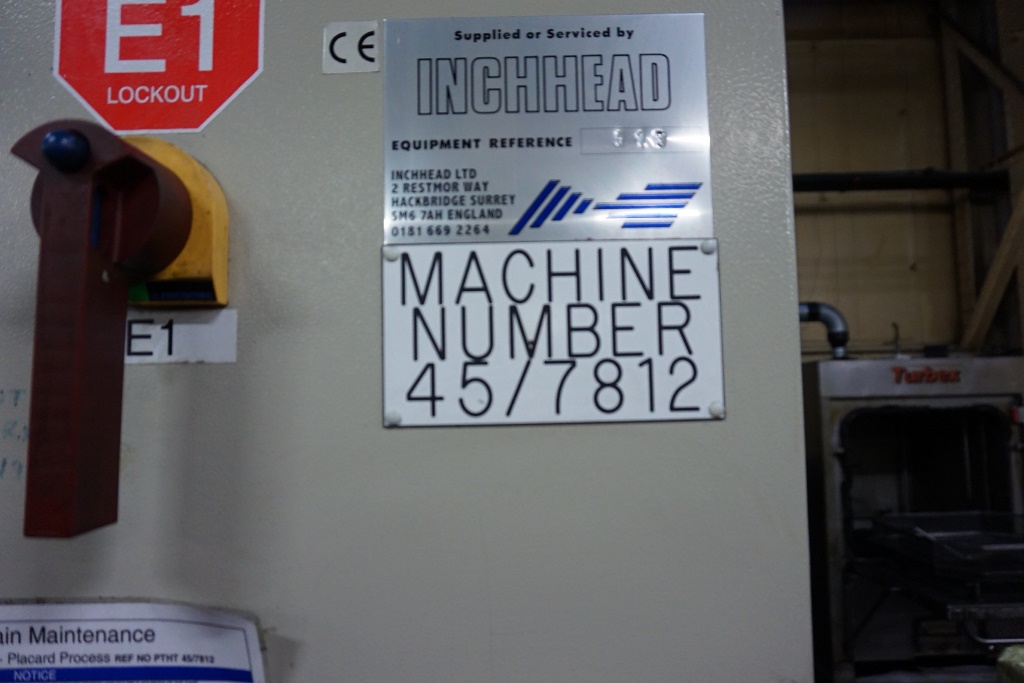 E1
LOCKOUT
CE
Supplied or Serviced by
INCHHEAD
EQUIPMENT REFERENCE
INCHHEAD LTD
2 RESTMOR WAY
HACKBRIDGE SURREY
SM6 7AH ENGLAND
0181 669 2264
MACHINE
NUMBER
45/7812
E1
Turbex
ain Maintenance
- Placard Process REF NO PTHT 45/7812
NOTICE